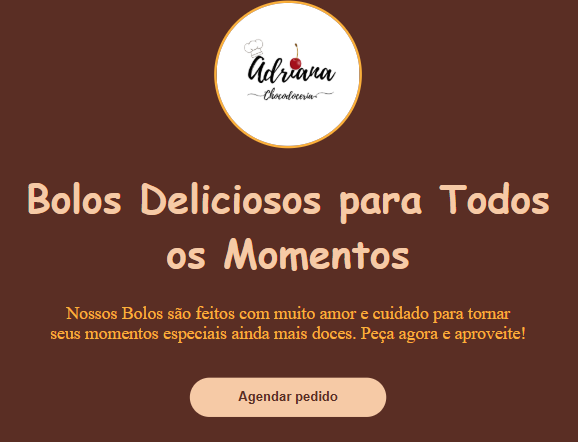 Adriana
Chocodoceria
Bolos Deliciosos para Todos
os Momentos
Nossos Bolos são feitos com muito amor e cuidado para tornar
seus momentos especiais ainda mais doces. Peça agora e aproveite!
Agendar pedido